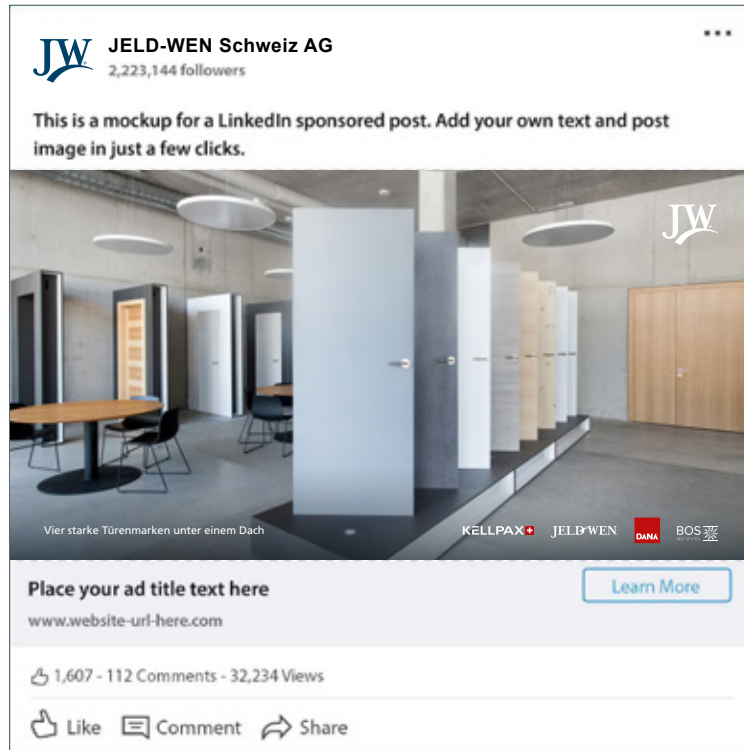 JW
JELD-WEN Schweiz AG
2,223,144 followers
This is a mockup for a LinkedIn sponsored post. Add your own text and post
image in just a few clicks.
JW
Vier starke Türenmarken unter einem Dach
KELLPAX
JELD-WEN
DANA
BOS
Place your ad title text here
Learn More
www.website-url-here.com
1,607 - 112 Comments - 32,234 Views
Like
Comment
Share